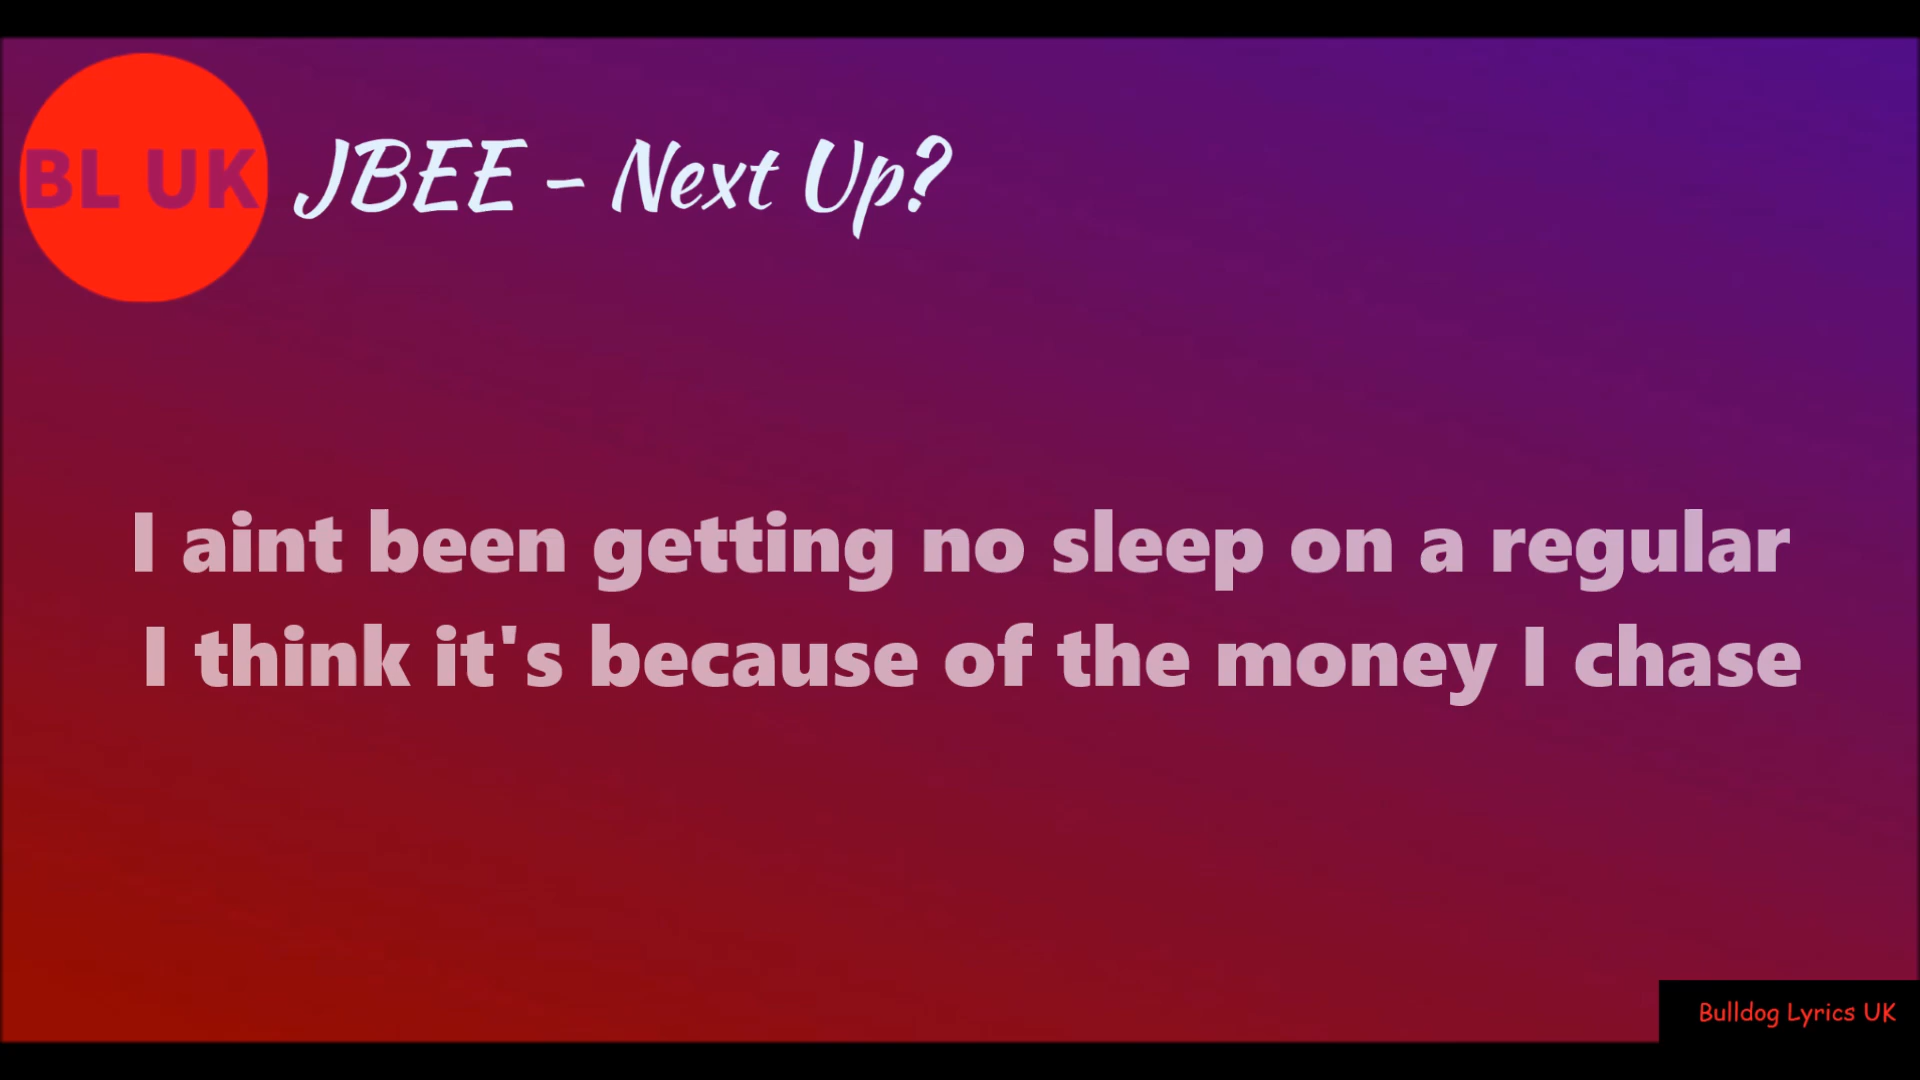 BL UK
JBEE - Next Up?
I aint been getting no sleep on a regular
I think it's because of the money I chase
Bulldog Lyrics UK